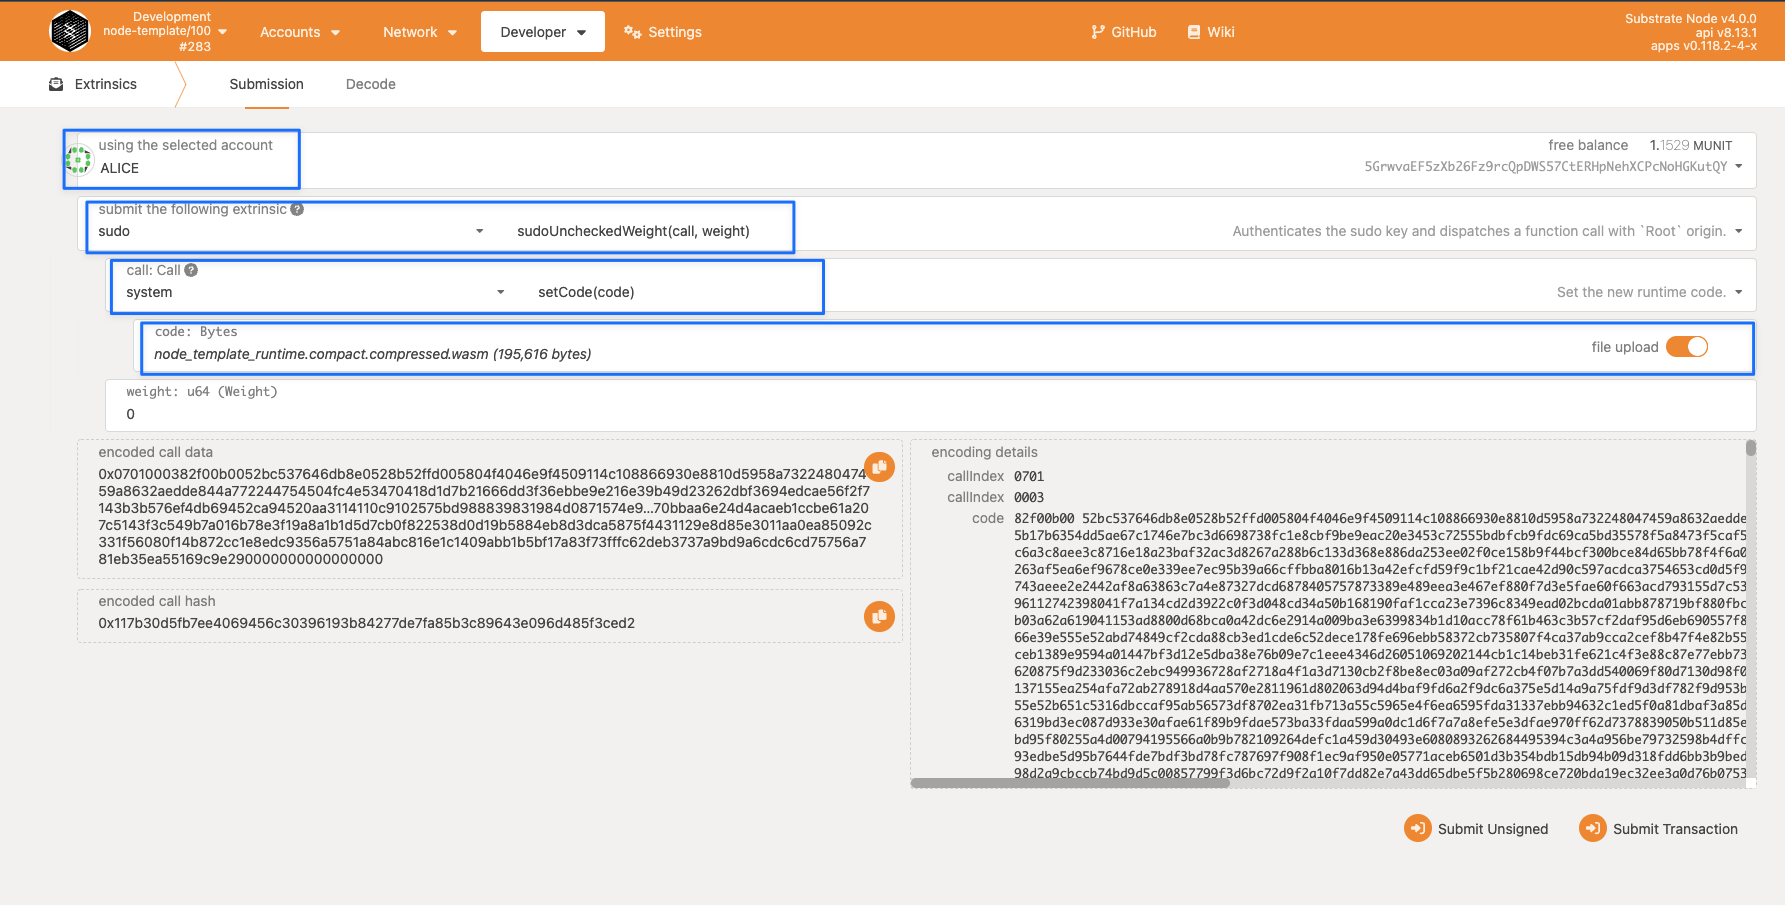 Development
node-template/100
#283
Accounts
Network
Developer
Settings
GitHub
Wiki
Substrate Node v4.0.0
api v8.13.1
apps v0.118.2-4-x
Extrinsics
Submission
Decode
using the selected account
ALICE
free balance 1.1529 MUNIT
5GrwvaEF5zXb26Fz9rcQpDWS57CtERHpNehXCPcNoHGKutQY
submit the following extrinsic ?
sudo
sudoUncheckedWeight(call, weight)
Authenticates the sudo key and dispatches a function call with `Root` origin.
call: Call ?
system
setCode(code)
Set the new runtime code.
code: Bytes
node_template_runtime.compact.compressed.wasm (195,616 bytes)
file upload
weight: u64 (Weight)
0
encoded call data
0x0701000382f00b0052bc537646db8e0528b52ffd005804f4046e9f4509114c108866930e8810d5958a7322480474
59a8632aedde844a772244754504fc4e53470418d1d7b21666dd3f36ebbe9e216e39b49d23262dbf3694edcae56f2f7
143b3b576ef4db69452ca94520aa3114110c9102575bd988839831984d0871574e9...70bbaa6e24d4acaeb1ccbe61a20
7c5143f3c549b7a016b78e3f19a8a1b1d5d7cb0f822538d0d19b5884eb8d3dca5875f4431129e8d85e3011aa0ea85092c
331f56080f14b872cc1e8edc9356a5751a84abc816e1c1409abb1b5bf17a83f73fffc62deb3737a9bd9a6cdc6cd75756a7
81eb35ea55169c9e290000000000000000
encoded call hash
0x117b30d5fb7ee4069456c30396193b84277de7fa85b3c89643e096d485f3ced2
encoding details
callIndex 0701
callIndex 0003
code 82f00b00 52bc537646db8e0528b52ffd005804f4046e9f4509114c108866930e8810d5958a732248047459a8632aedde
5b17b6354dd5ae67c1746e7bc3d6698738fc1e8cbf9be9eac20e3453c72555bdbfcb9fdc69ca5bd35578f5a8473f5caf5
c6a3c8aee3c8716e18a23baf32ac3d8267a288b6c133d368e886da253ee02f0ce158b9f44bcf300bce84d65bb78f4f6a0
263af5ea6ef9678ce0e339ee7ec95b39a66cffbba8016b13a42efcfd59f9c1bf21cae42d90c597acdca3754653cd0d5f9
743aeee2e2442af8a63863c7a4e87327dcd6878405757873389e489eea3e467ef880f7d3e5fae60f663acd793155d7c53
96112742398041f7a134cd2d3922c0f3d048cd34a50b168190faf1cca23e7396c8349ead02bcda01abb878719bf880fbc
b03a62a619041153ad8800d68bca0a42dc6e2914a009ba3e6399834b1d10acc78f61b463c3b57cf2daf95d6eb690557f8
66e39e555e52abd74849cf2cda88cb3ed1cde6c52dece178fe696ebb58372cb735807f4ca37ab9cca2cef8b47f4e82b55
ceb1389e9594a01447bf3d12e5dba38e76b09e7c1eee4346d26051069202144cb1c14beb31fe621c4f3e88c87e77ebb73
620875f9d233036c2ebc949936728af2718a4f1a3d7130cb2f8be8ec03a09af272cb4f07b7a3dd540069f80d7130d98f0
137155ea254afa72ab278918d4aa570e2811961d802063d94d4baf9fd6a2f9dc6a375e5d14a9a75fdf9d3df782f9d953b
55e52b651c5316dbccaf95ab56573df8702ea31fb713a55c5965e4f6ea6595fda31337ebb94632c1ed5f0a81dbaf3a85d
6319bd3ec087d933e30afae61f89b9fdae573ba33fdaa599a0dc1d6f7a7a8efe5e3dfae970ff62d7378839050b511d85e
bd95f80255a4d00794195566a0b9b782109264defc1a459d30493e6080893262684495394c3a4a956be79732598b4dffc
93edbe5d95b7644fde7bdf3bd78fc787697f908f1ec9af950e05771aceb6501d3b354bdb15db94b09d318fdd6bb3b9bed
98d2a9cbccb74bd9d5c00857799f3d6bc72d9f2a10f7dd82e7a43dd65dbe5f5b280698ce720bda19ec32ee3a0d76b0753
Submit Unsigned
Submit Transaction